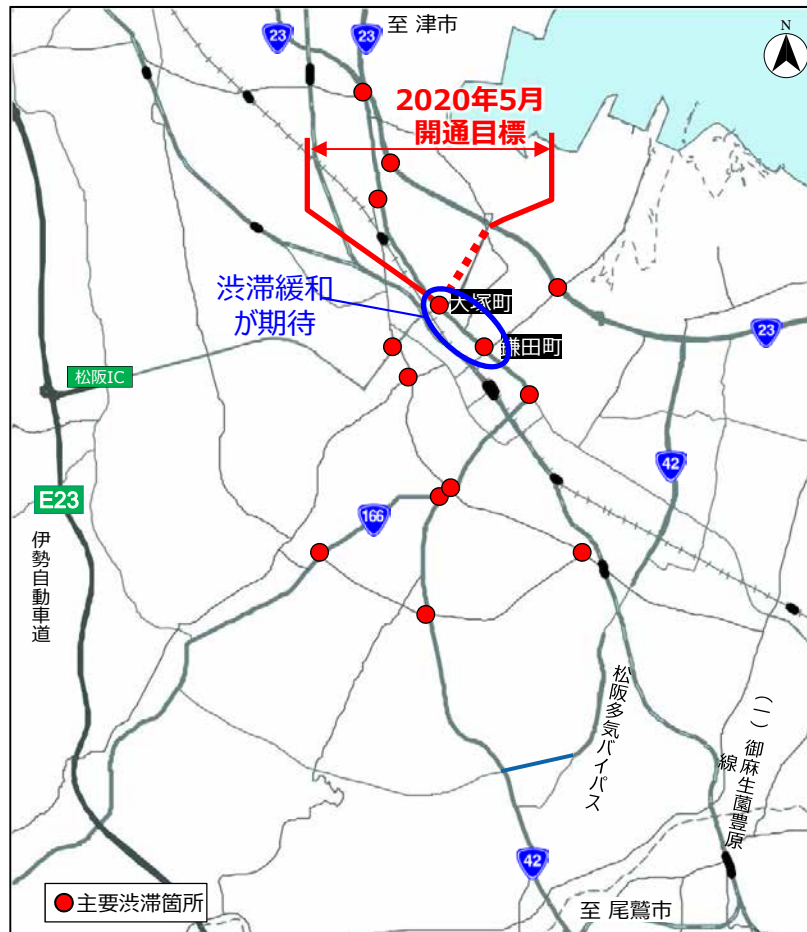 23
23
至 津市
N
2020年5月
開通目標
渋滞緩和
が期待
大塚町
鎌田町
23
松阪IC
42
E23
166
伊勢自動車道
松阪多気バイパス
(一)御麻生園豊原
線
42
主要渋滞箇所
至 尾鷲市